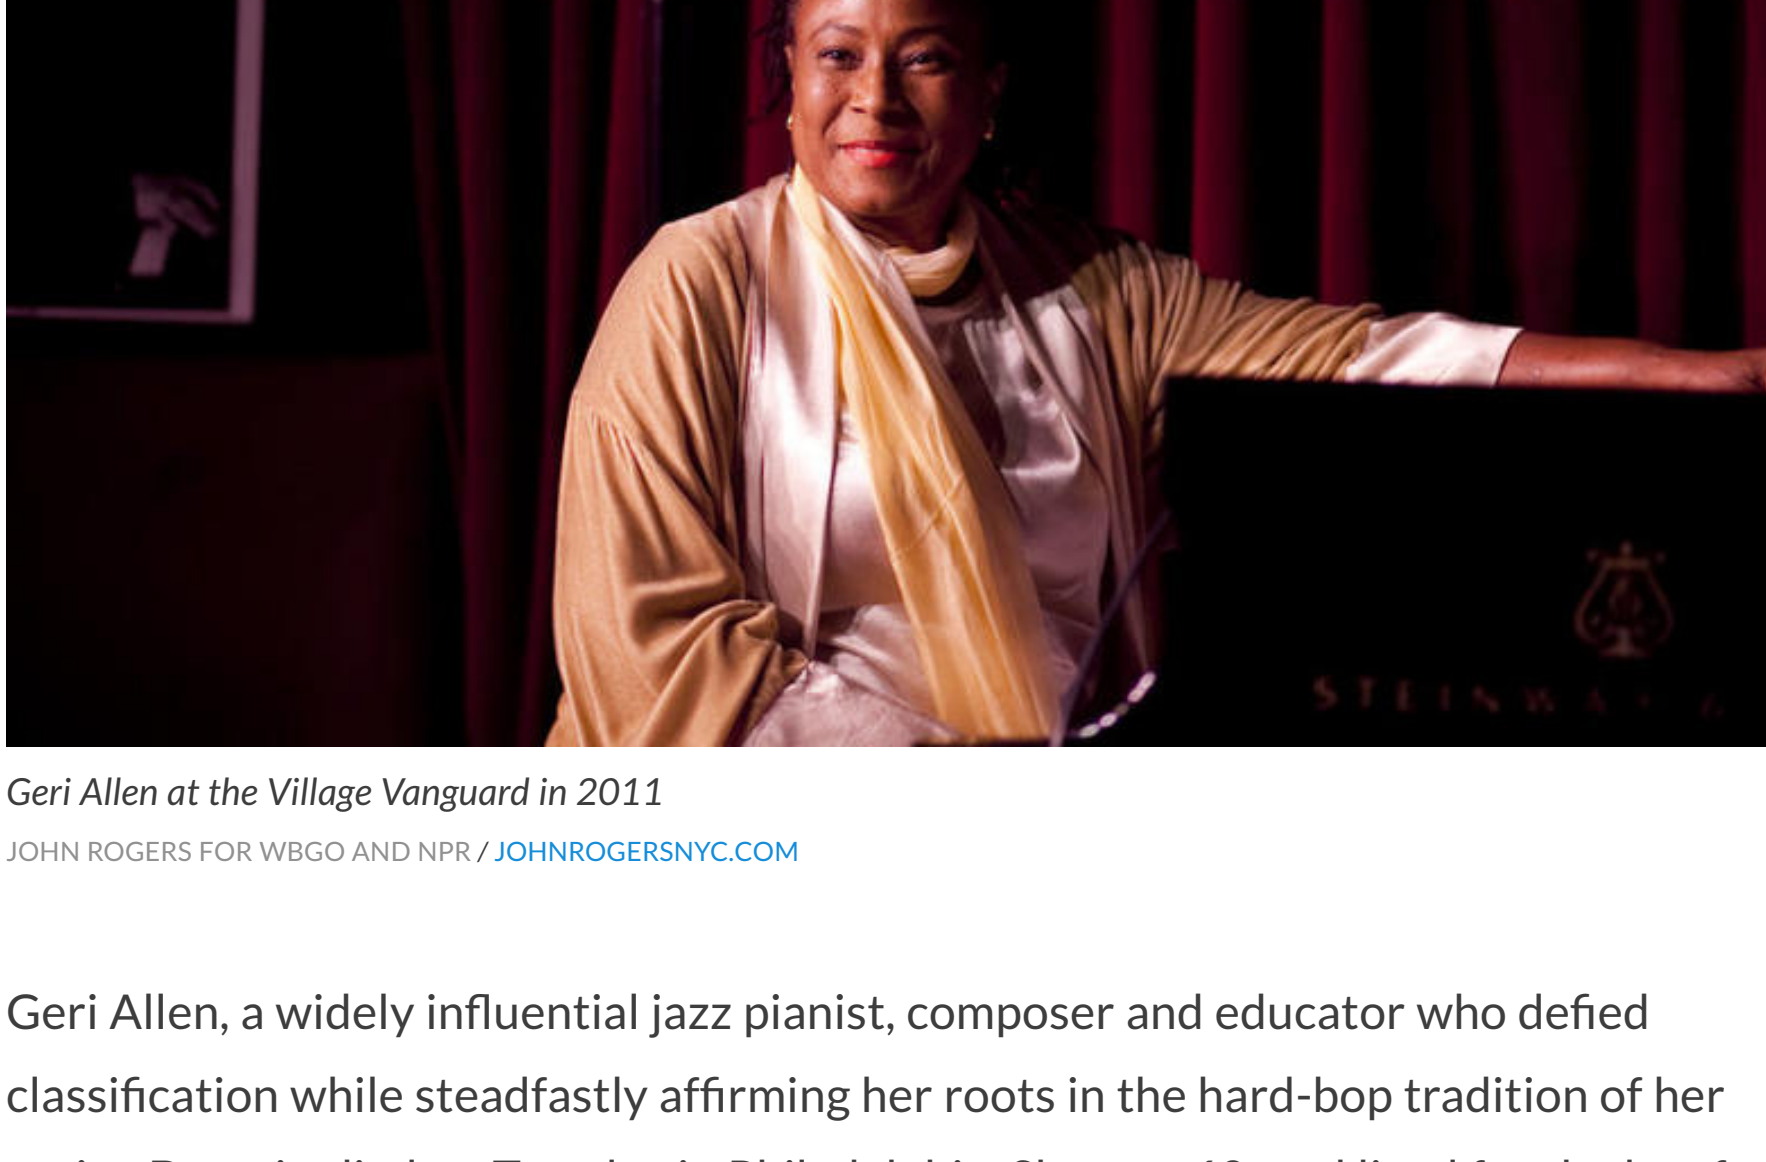 STEINWAY &
Geri Allen at the Village Vanguard in 2011
JOHN ROGERS FOR WBGO AND NPR / JOHNROGERSNYC.COM
Geri Allen, a widely influential jazz pianist, composer and educator who defied
classification while steadfastly affirming her roots in the hard-bop tradition of her